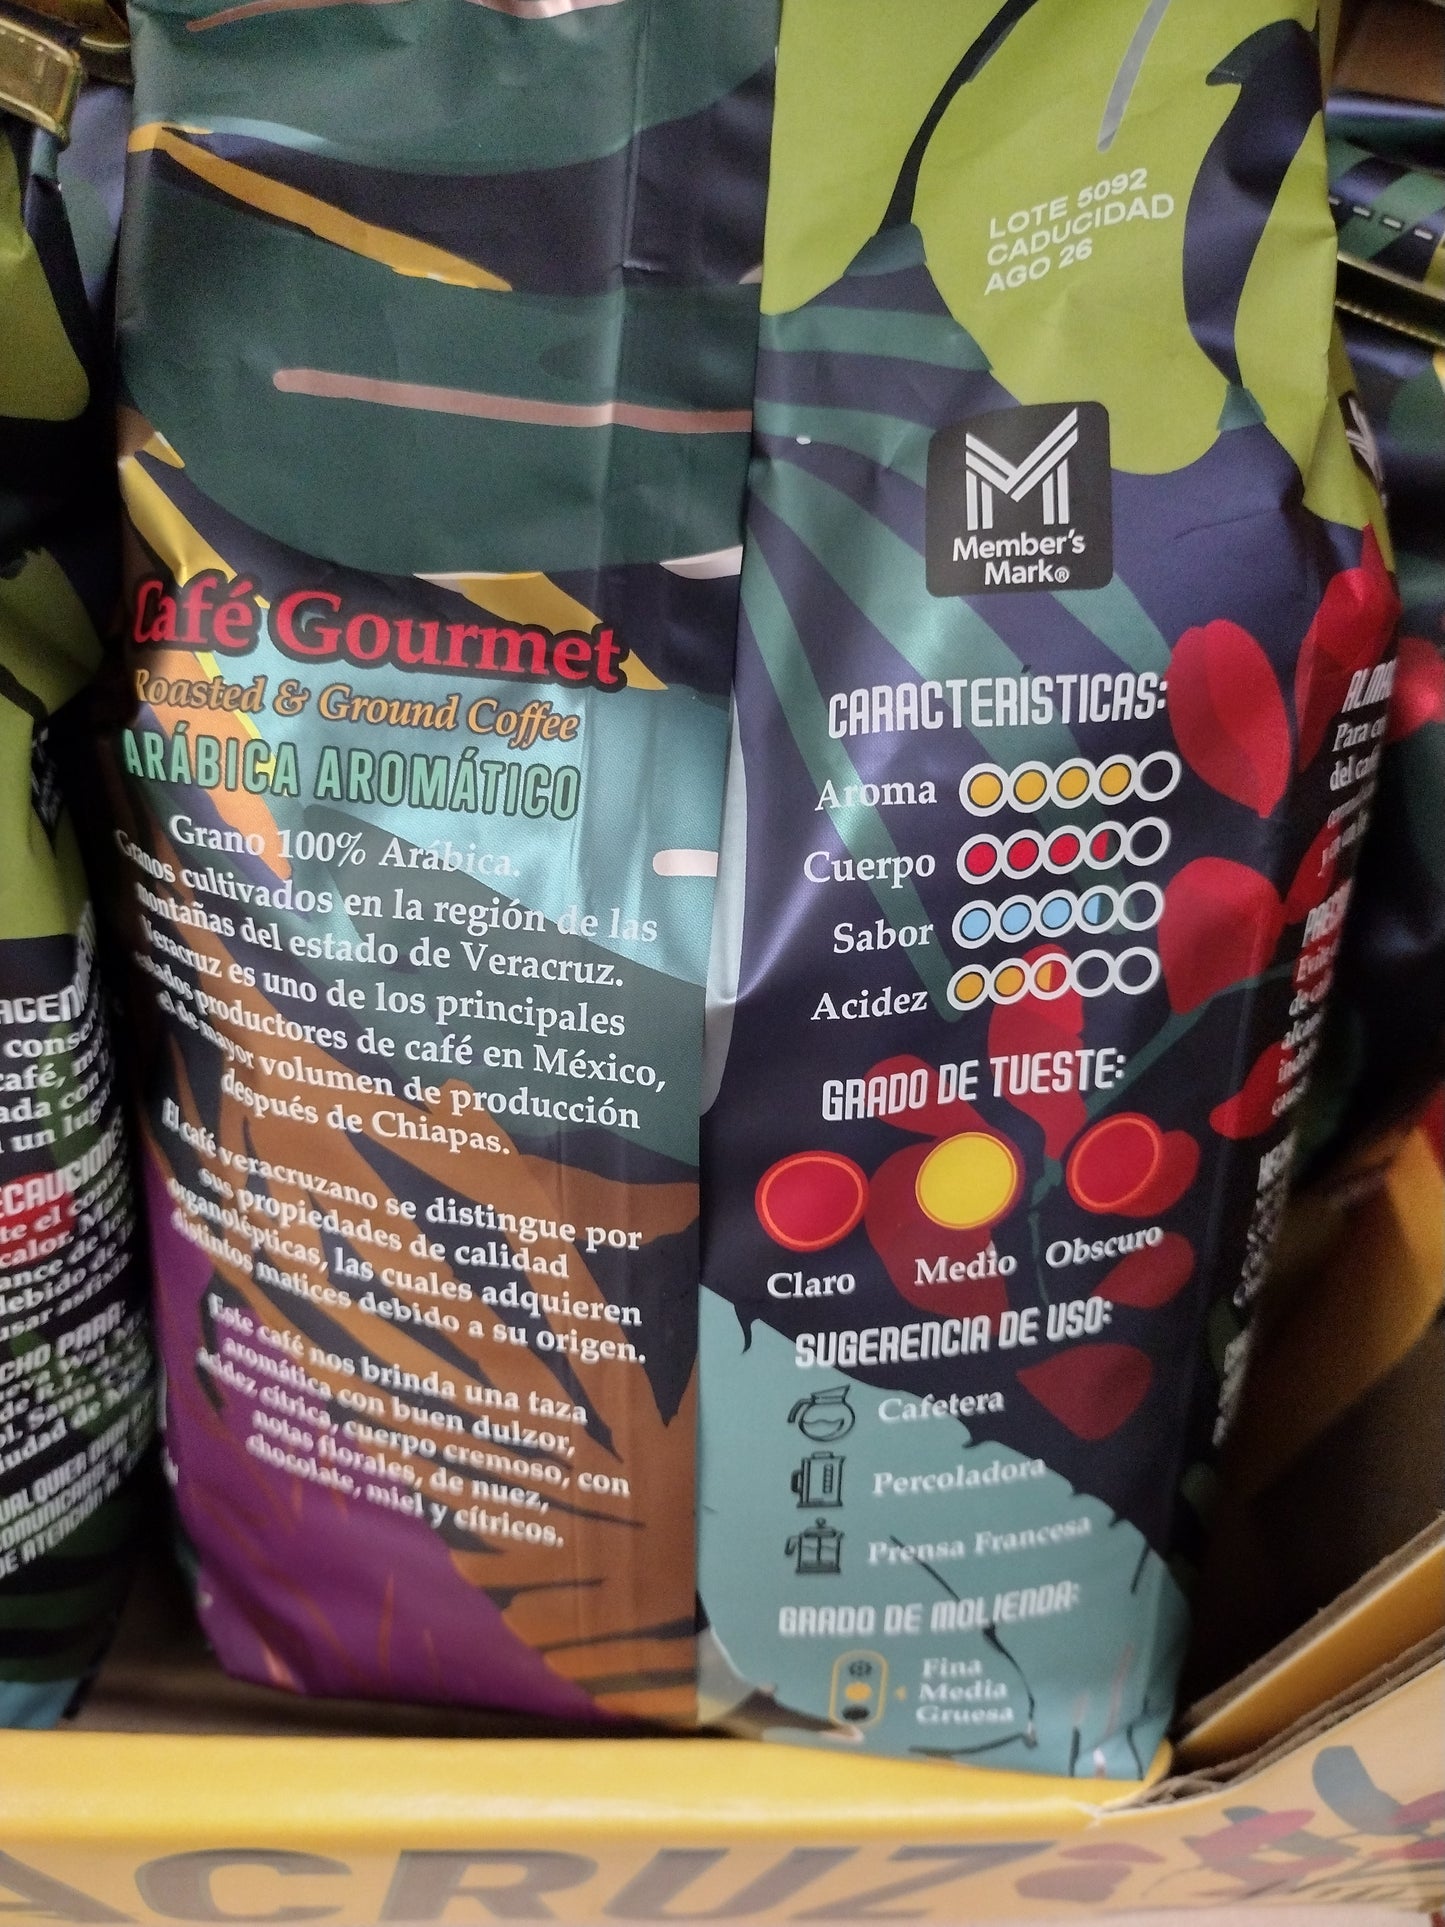 Café Gourmet
Roasted & Ground Coffee
ARÁBICA AROMÁTICO
Grano 100% Arábica.
Granos cultivados en la región de las
montañas del estado de Veracruz.
Veracruz es uno de los principales
estados productores de café en México,
el de mayor volumen de producción
después de Chiapas.
El café veracruzano se distingue por
sus propiedades de calidad
organolépticas, las cuales adquieren
distintos matices debido a su origen.
Este café nos brinda una taza
aromática con buen dulzor,
acidez cítrica, cuerpo cremoso, con
notas florales, de nuez,
chocolate, miel y cítricos.
LOTE 5092
CADUCIDAD
AGO 26
M
Member's
Mark®
CARACTERISTICAS:
Aroma
Cuerpo
Sabor
Acidez
GRADO DE TUESTE:
Claro
Medio
Obscuro
SUGERENCIA DE USO:
Cafetera
Percoladora
Prensa Francesa
GRADO DE MOLIENDA:
Fina
Media
Gruesa
Para
ACRUZ